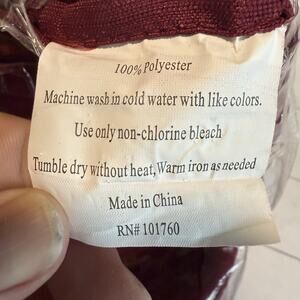 100% Polyester
Machine wash in cold water with like colors.
Use only non-chlorine bleach
Tumble dry without heat,Warm iron as needed
Made in China
RN# 101760